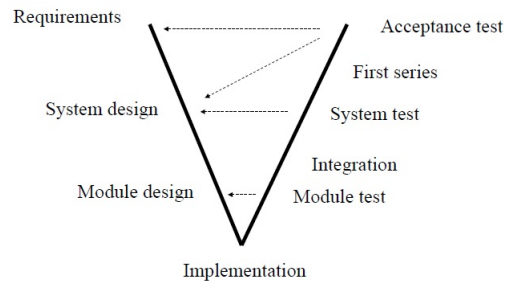 Requirements
Acceptance test
First series
System design
System test
Integration
Module design
Module test
Implementation